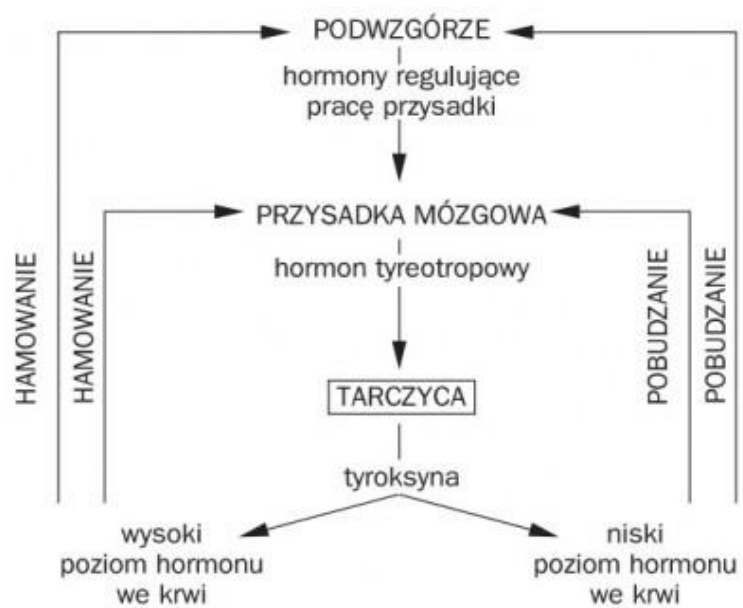 PODWZGÓRZE
hormony regulujące
pracę przysadki
PRZYSADKA MÓZGOWA
hormon tyreotropowy
HAMOWANIE
HAMOWANIE
POBUDZANIE
POBUDZANIE
TARCZYCA
tyroksyna
wysoki
poziom hormonu
we krwi
niski
poziom hormonu
we krwi